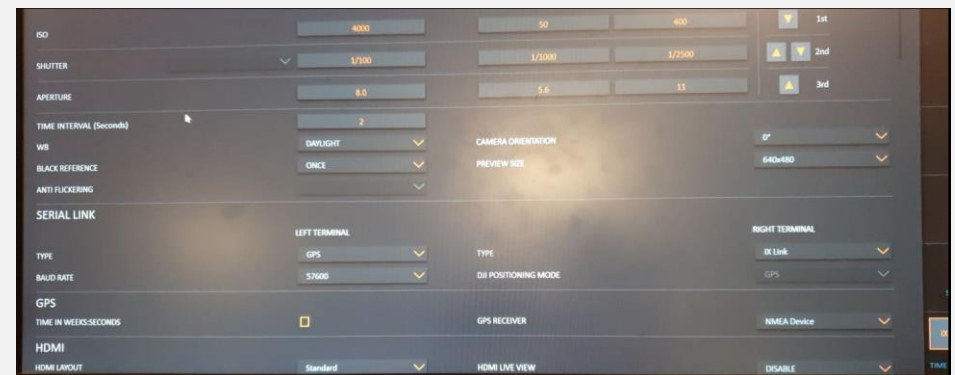 ISO 4000 50 400 1st
SHUTTER 1/100 1/1000 1/2500 2nd
APERTURE 8.0 5.6 11 3rd
TIME INTERVAL (Seconds) 2
WB DAYLIGHT CAMERA ORIENTATION 0°
BLACK REFERENCE ONCE PREVIEW SIZE 640x480
ANTI FLICKERING
SERIAL LINK
LEFT TERMINAL RIGHT TERMINAL
TYPE GPS TYPE iX Link
BAUD RATE 57600 DJI POSITIONING MODE GPS
GPS
TIME IN WEEKS:SECONDS GPS RECEIVER NMEA Device
HDMI
HDMI LAYOUT Standard HDMI LIVE VIEW DISABLE
TIME